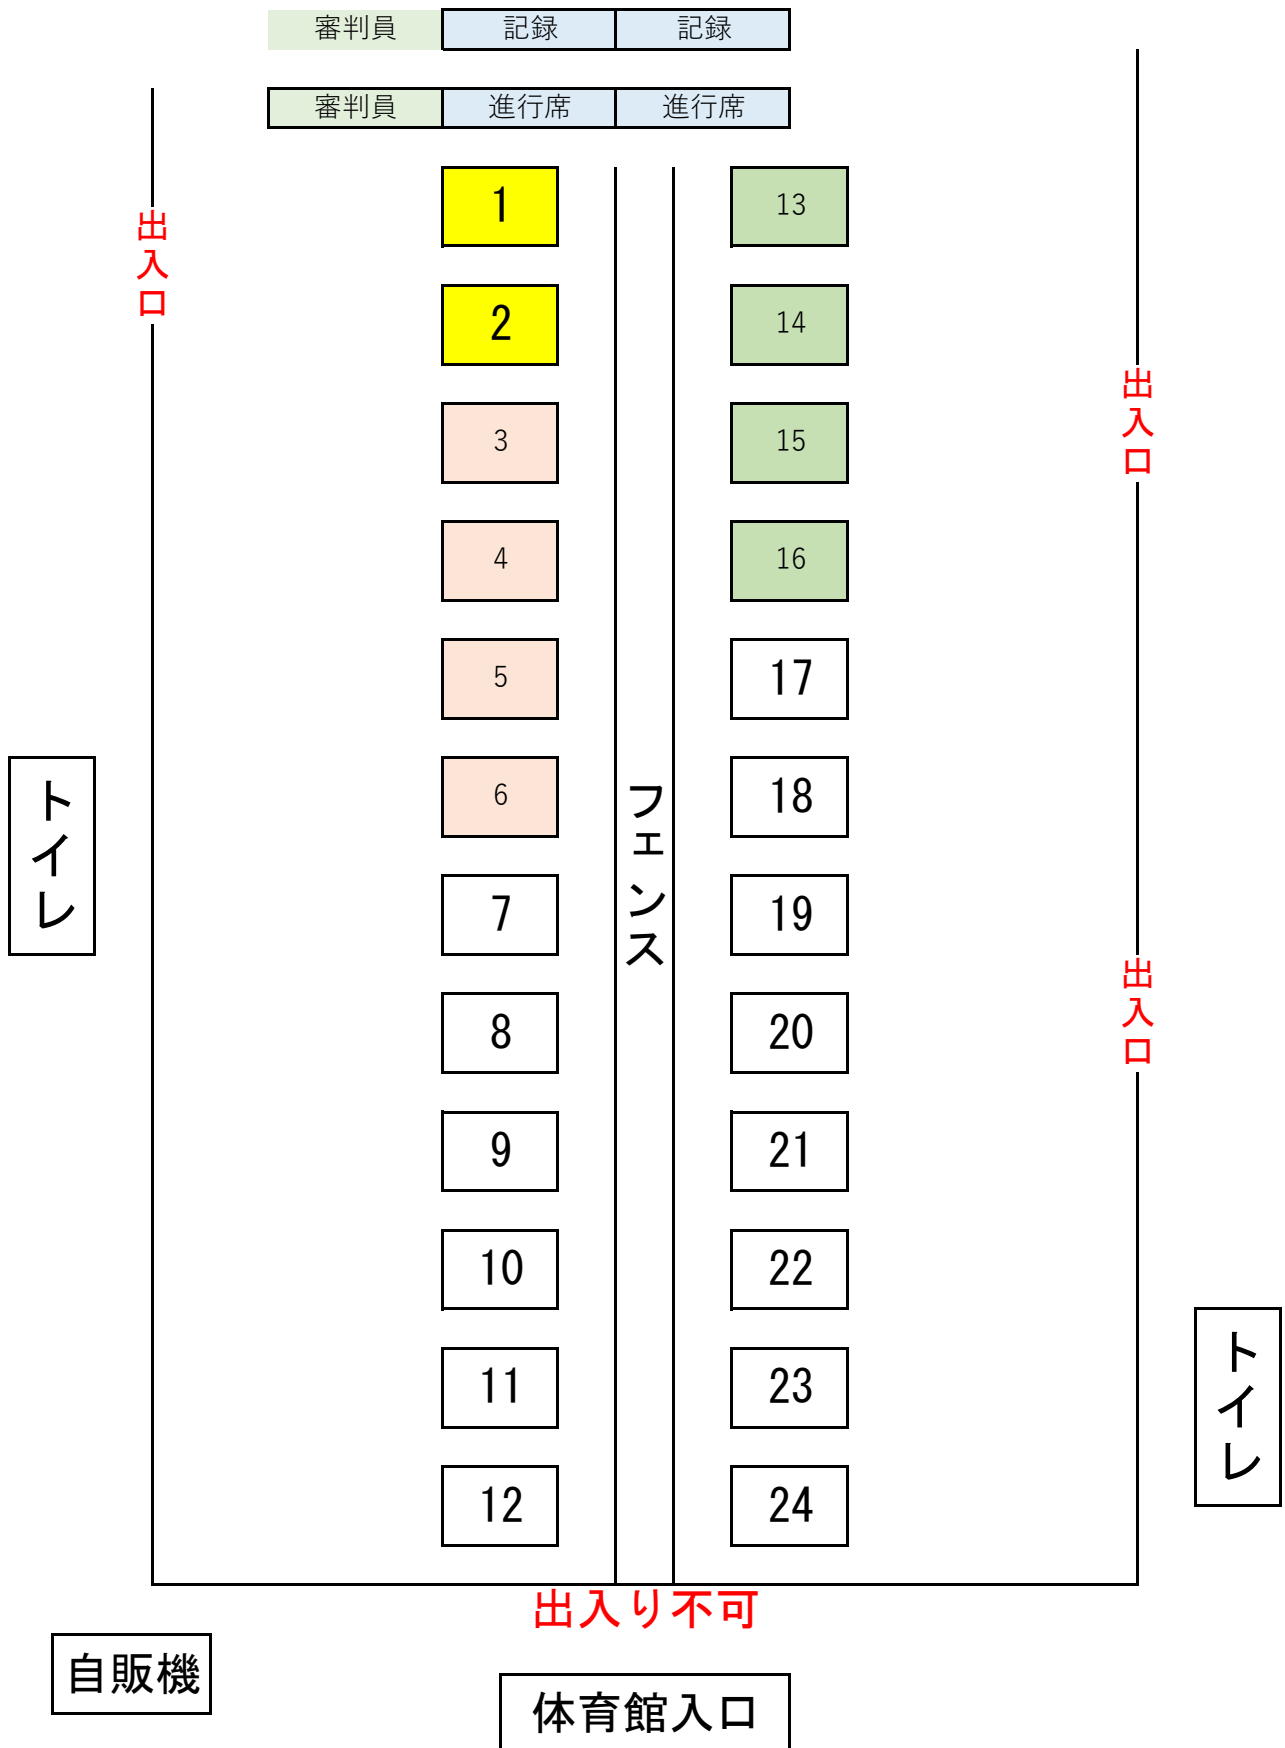 審判員 記録 記録
審判員 進行席 進行席
1 13
出入口
2 14
3 15
出入口
4 16
5 17
6 18
トイレ
フェンス
7 19
8 20
出入口
9 21
10 22
11 23
トイレ
12 24
出入り不可
自販機
体育館入口